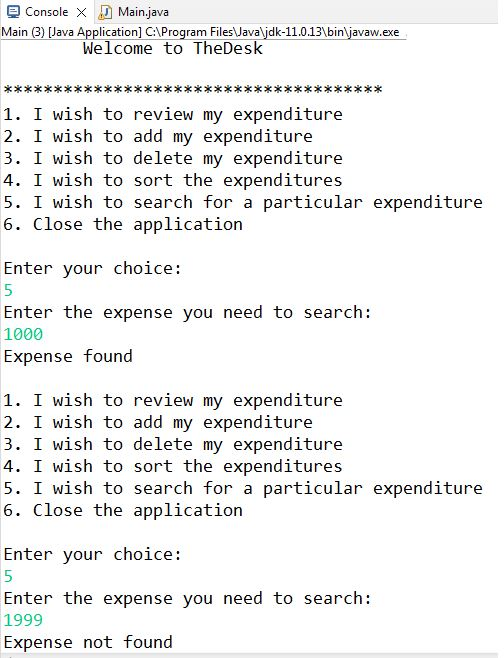 Console Main.java
Main (3) [Java Application] C:\Program Files\Java\jdk-11.0.13\bin\javaw.exe
Welcome to TheDesk
**************************************
1. I wish to review my expenditure
2. I wish to add my expenditure
3. I wish to delete my expenditure
4. I wish to sort the expenditures
5. I wish to search for a particular expenditure
6. Close the application
Enter your choice:
5
Enter the expense you need to search:
1000
Expense found
1. I wish to review my expenditure
2. I wish to add my expenditure
3. I wish to delete my expenditure
4. I wish to sort the expenditures
5. I wish to search for a particular expenditure
6. Close the application
Enter your choice:
5
Enter the expense you need to search:
1999
Expense not found